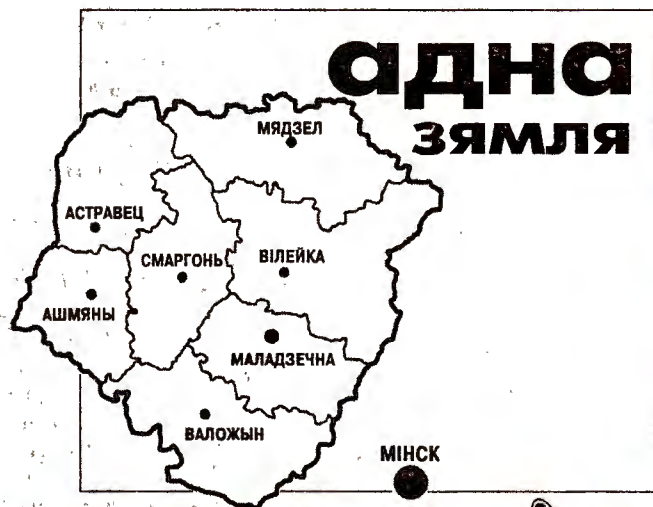 адна
зямля
МЯДЗЕЛ
АСТРАВЕЦ
СМАРГОНЬ
ВІЛЕЙКА
АШМЯНЫ
МАЛАДЗЕЧНА
ВАЛОЖЫН
МІНСК